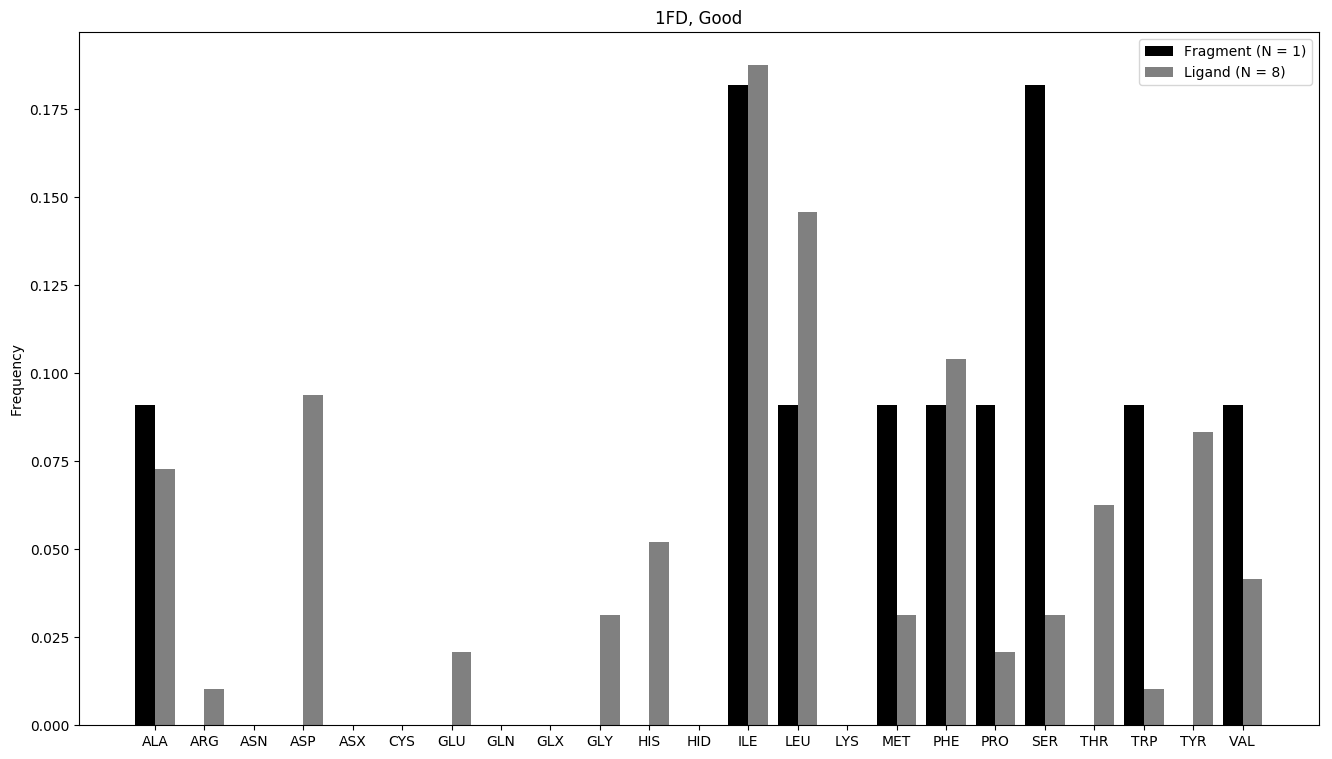 1FD, Good
Fragment (N = 1)
Ligand (N = 8)
Frequency
0.175
0.150
0.125
0.100
0.075
0.050
0.025
0.000
ALA ARG ASN ASP ASX CYS GLU GLN GLX GLY HIS HID ILE LEU LYS MET PHE PRO SER THR TRP TYR VAL